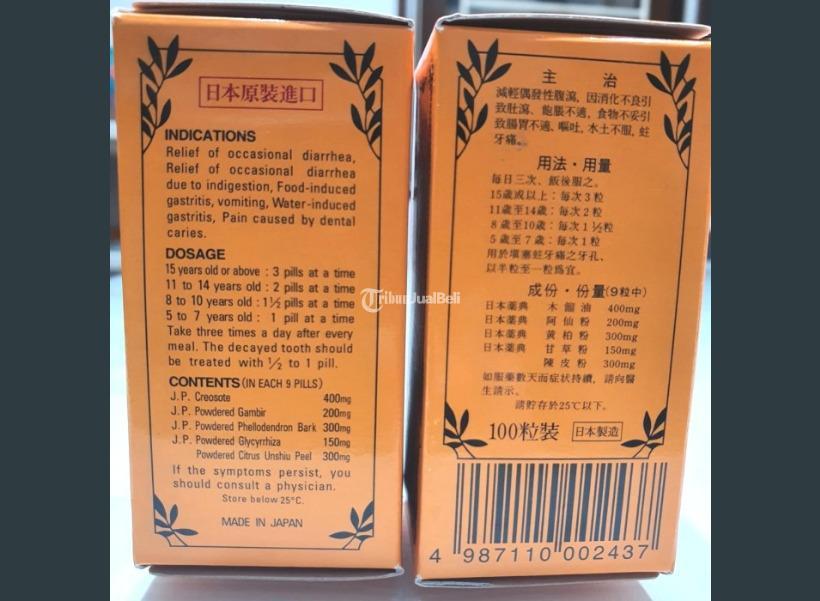 日本原裝進口
INDICATIONS
Relief of occasional diarrhea,
Relief of occasional diarrhea
due to indigestion, Food-induced
gastritis, vomiting, Water-induced
gastritis, Pain caused by dental
caries.
DOSAGE
15 years old or above : 3 pills at a time
11 to 14 years old : 2 pills at a time
8 to 10 years old : 1½ pills at a time
5 to 7 years old : 1 pill at a time
Take three times a day after every
meal. The decayed tooth should
be treated with ½ to 1 pill.
CONTENTS (IN EACH 9 PILLS)
J.P. Creosote 400mg
J.P. Powdered Gambir 200mg
J.P. Powdered Phellodendron Bark 300mg
J.P. Powdered Glycyrrhiza 150mg
Powdered Citrus Unshiu Peel 300mg
If the symptoms persist, you
should consult a physician.
Store below 25°C.
MADE IN JAPAN
TribunJualBeli
主治
減輕偶發性腹瀉, 因消化不良引
致肚瀉、飽脹不適, 食物不安引
致腸胃不適、嘔吐, 水土不服, 蛀
牙痛。
用法・用量
每日三次、飯後服之。
15歲或以上：每次3粒
11歲至14歲：每次2粒
8歲至10歲：每次1½粒
5歲至7歲：每次1粒
用於填塞蛀牙痛之牙孔、
以半粒至一粒爲宜。
成份・份量(9粒中)
日本薬典 木餾油 400mg
日本薬典 阿仙粉 200mg
日本薬典 黄柏粉 300mg
日本薬典 甘草粉 150mg
陳皮粉 300mg
如服藥數天而症状持續，請向醫
生請示。
請貯存於25℃以下。
100粒裝 日本製造
4 987110 002437